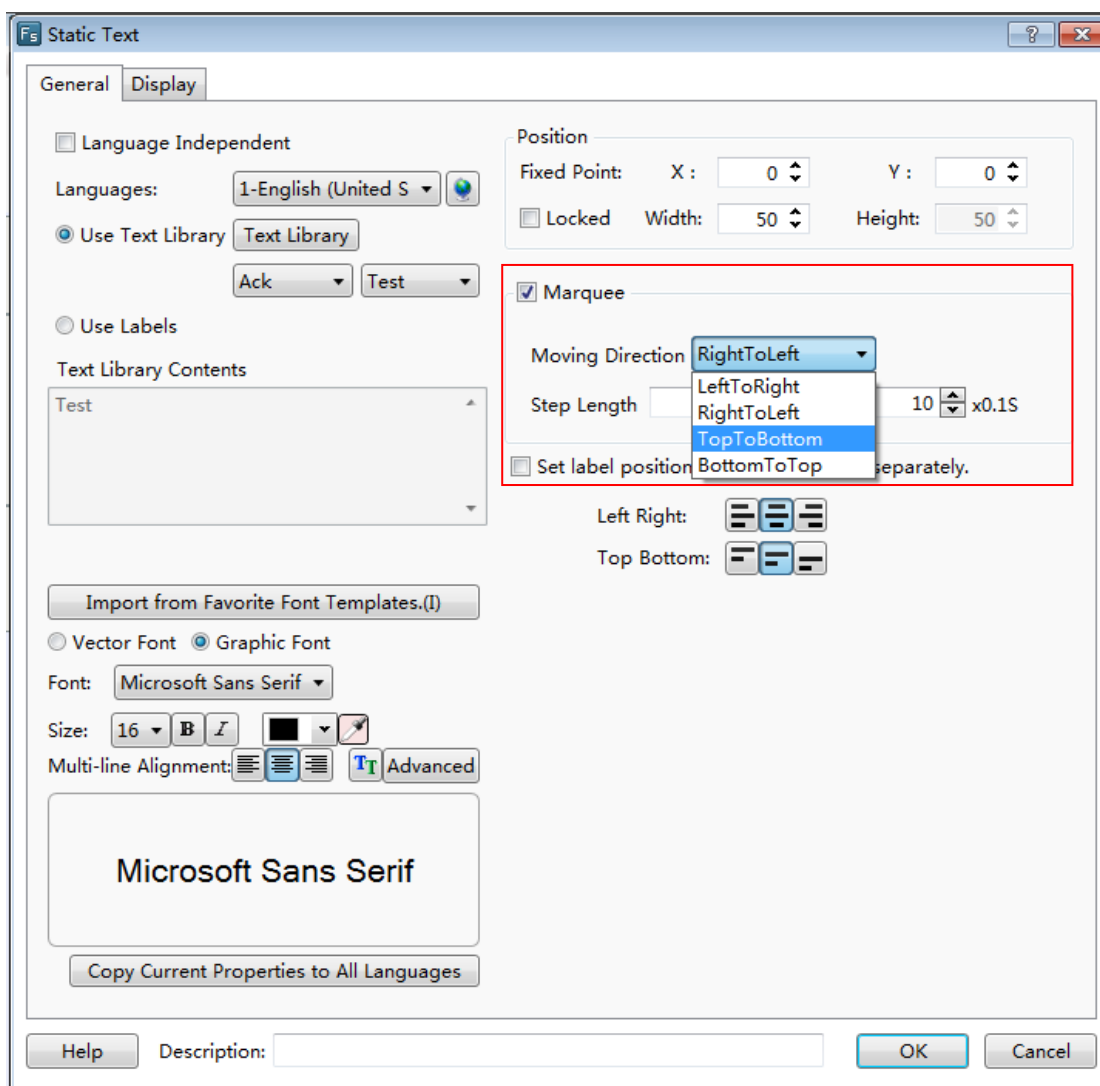 Fs Static Text ?
General Display
Language Independent
Languages: 1-English (United S
Use Text Library Text Library
Ack Test
Use Labels
Text Library Contents
Test
Import from Favorite Font Templates.(I)
Vector Font Graphic Font
Font: Microsoft Sans Serif
Size: 16 B I
Multi-line Alignment: TT Advanced
Microsoft Sans Serif
Copy Current Properties to All Languages
Position
Fixed Point: X : 0 Y : 0
Locked Width: 50 Height: 50
Marquee
Moving Direction RightToLeft
LeftToRight
RightToLeft
TopToBottom
BottomToTop
Step Length 10 x0.1S
Set label position separately.
Left Right:
Top Bottom:
Help Description: OK Cancel